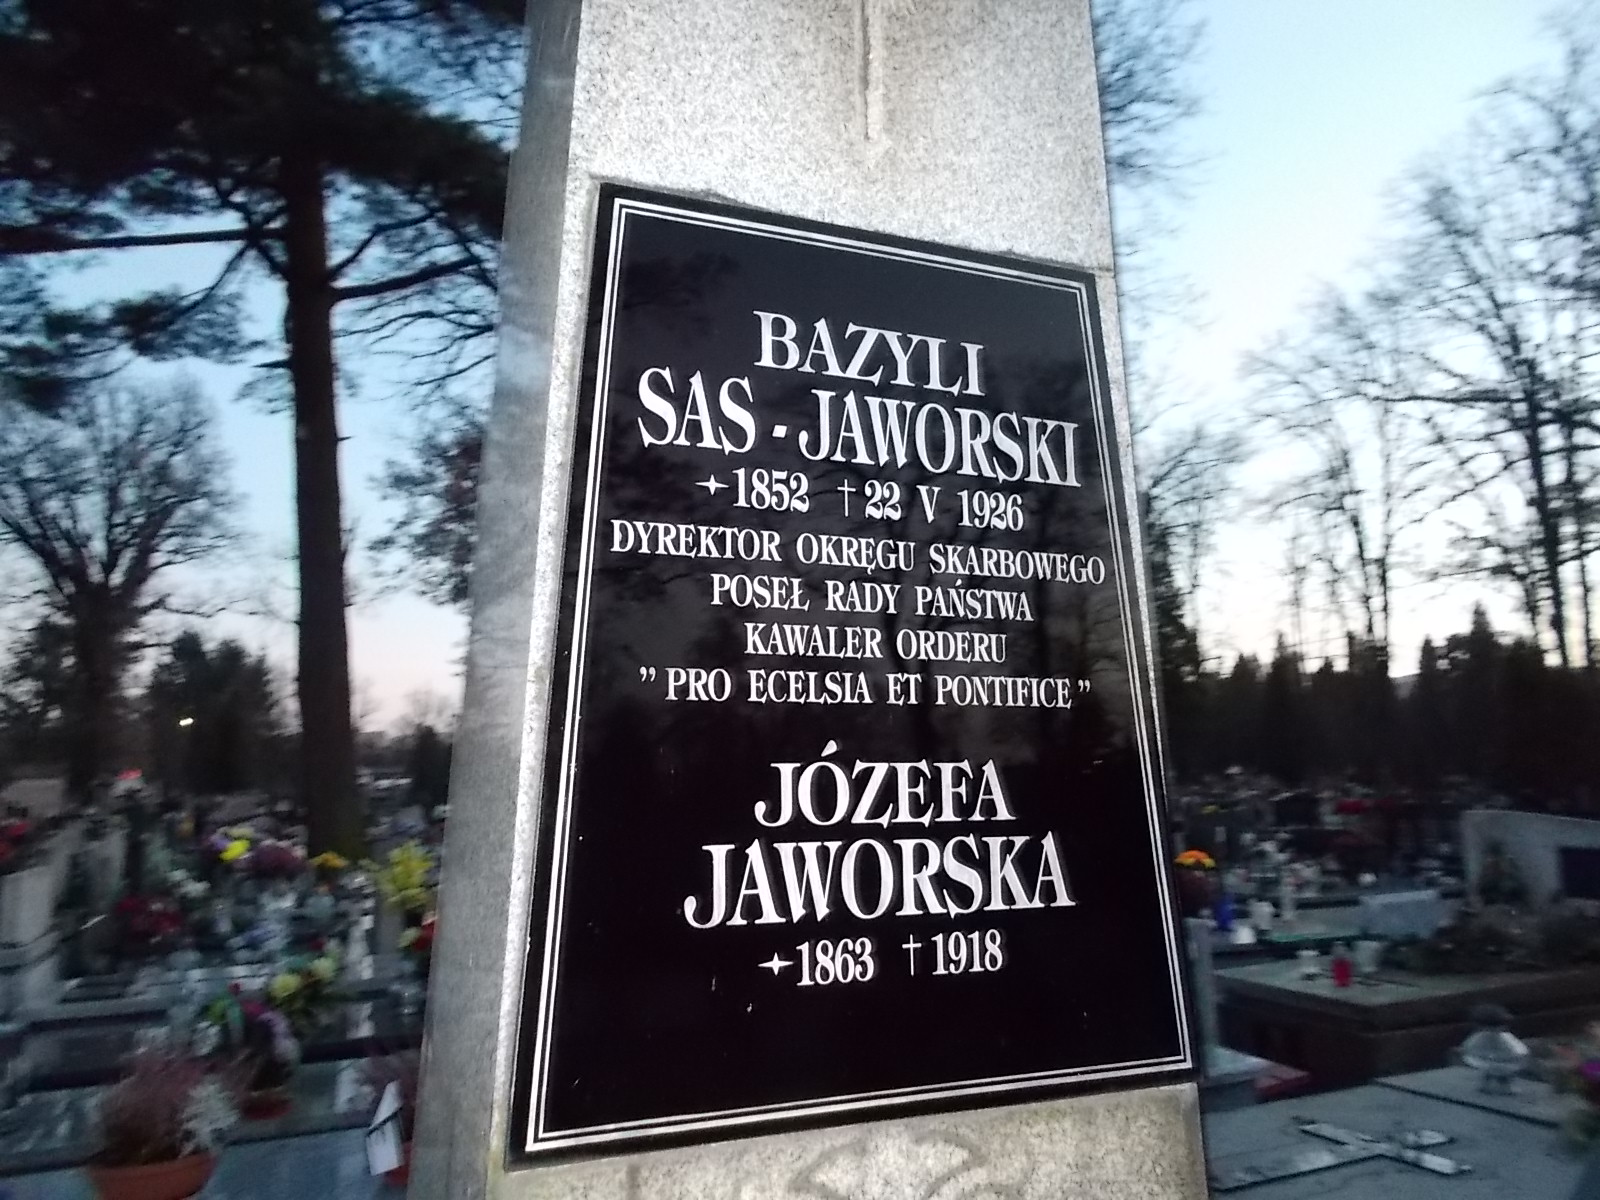 BAZYLI
SAS - JAWORSKI
1852 † 22 V 1926
DYREKTOR OKRĘGU SKARBOWEGO
POSEŁ RADY PAŃSTWA
KAWALER ORDERU
” PRO ECELSIA ET PONTIFICE ”
JÓZEFA
JAWORSKA
1863 † 1918